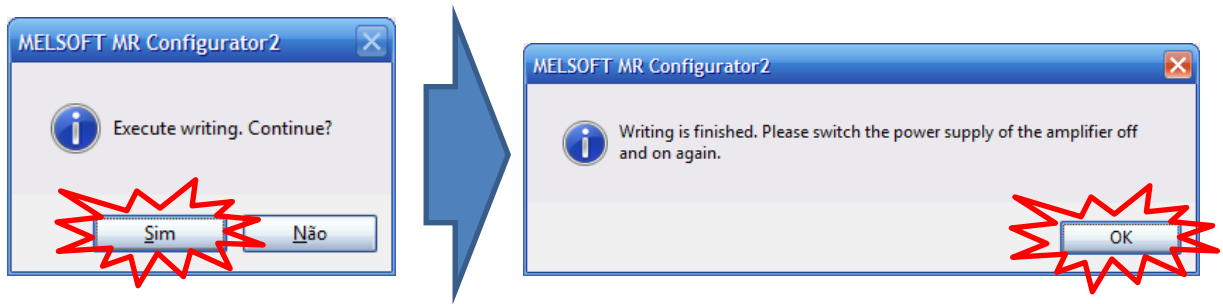 MELSOFT MR Configurator2
Execute writing. Continue?
Sim
Não
MELSOFT MR Configurator2
Writing is finished. Please switch the power supply of the amplifier off
and on again.
OK